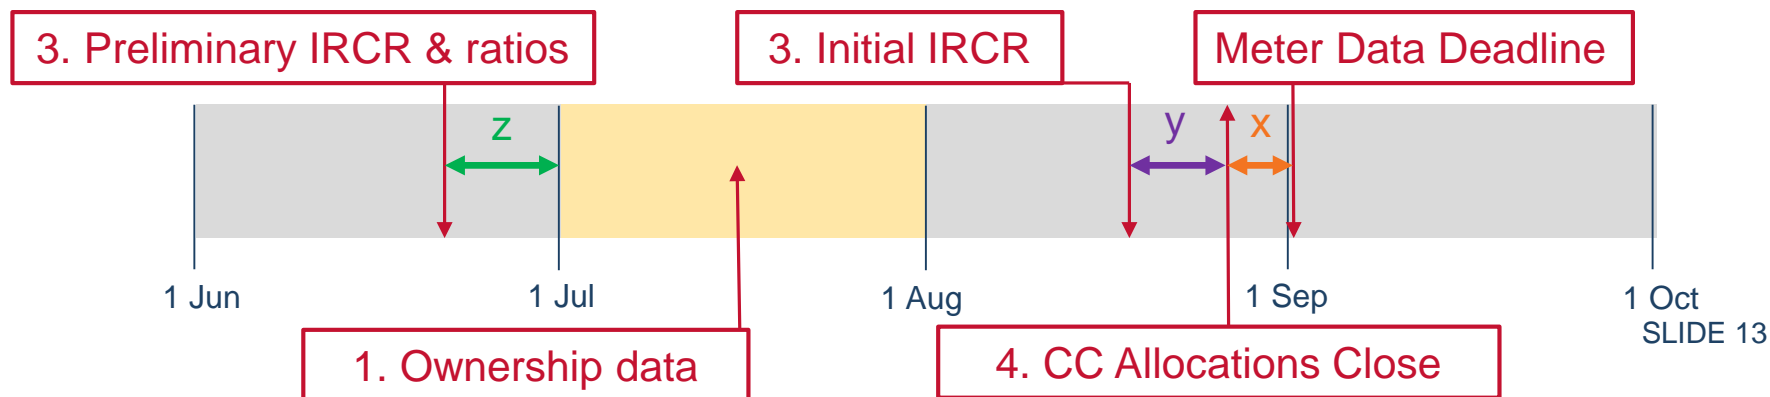 3. Preliminary IRCR & ratios
3. Initial IRCR
Meter Data Deadline
z
y
x
1 Jun
1 Jul
1 Aug
1 Sep
1 Oct
SLIDE 13
1. Ownership data
4. CC Allocations Close